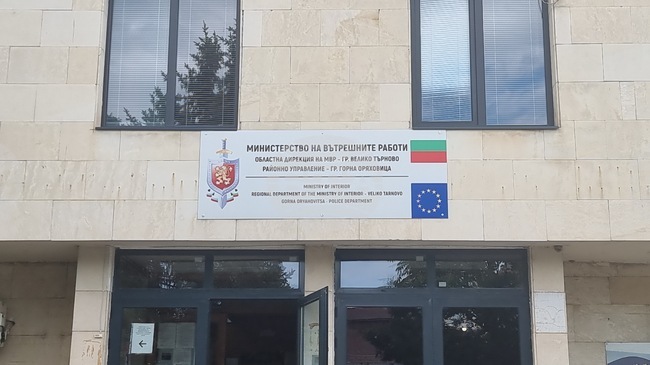 МИНИСТЕРСТВО НА ВЪТРЕШНИТЕ РАБОТИ
ОБЛАСТНА ДИРЕКЦИЯ НА МВР - ГР. ВЕЛИКО ТЪРНОВО
РАЙОННО УПРАВЛЕНИЕ - ГР. ГОРНА ОРЯХОВИЦА
MINISTRY OF INTERIOR
REGIONAL DEPARTMENT OF THE MINISTRY OF INTERIOR - VELIKO TARNOVO
GORNA ORYAHOVITSA - POLICE DEPARTMENT